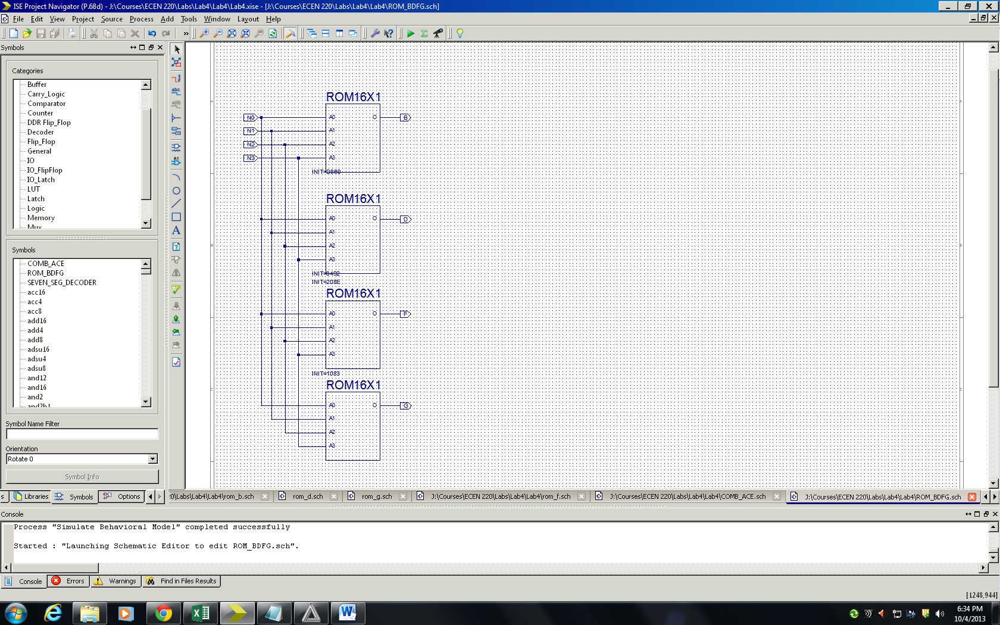 ISE Project Navigator (P.68d) - J:\Courses\ECEN 220\Labs\Lab4\Lab4\Lab4.xise - [J:\Courses\ECEN 220\Labs\Lab4\Lab4\ROM_BDFG.sch]
File Edit View Project Source Process Add Tools Window Layout Help
Symbols
Categories
Buffer
Carry_Logic
Comparator
Counter
DDR Flip_Flop
Decoder
Flip_Flop
General
IO
IO_FlipFlop
IO_Latch
LUT
Latch
Logic
Memory
Mux
Symbols
COMB_ACE
ROM_BDFG
SEVEN_SEG_DECODER
acc16
acc4
acc8
add16
add4
add8
adsu16
adsu4
adsu8
and12
and16
and2
and2b1
Symbol Name Filter
Orientation
Rotate 0
Symbol Info
s Libraries Symbols Options
ROM16X1
N0 A0 O B
N1 A1
N2 A2
N3 A3
INIT=D860
ROM16X1
A0 O D
A1
A2
A3
INIT=8492
INIT=208E
ROM16X1
A0 O F
A1
A2
A3
INIT=1083
ROM16X1
A0 O G
A1
A2
A3
20\Labs\Lab4\Lab4\rom_b.sch rom_d.sch rom_g.sch J:\Courses\ECEN 220\Labs\Lab4\Lab4\rom_f.sch J:\Courses\ECEN 220\Labs\Lab4\Lab4\COMB_ACE.sch J:\Courses\ECEN 220\Labs\Lab4\Lab4\ROM_BDFG.sch
Console
Process "Simulate Behavioral Model" completed successfully
Started : "Launching Schematic Editor to edit ROM_BDFG.sch".
Console Errors Warnings Find in Files Results
[1248,944]
6:34 PM
10/4/2013